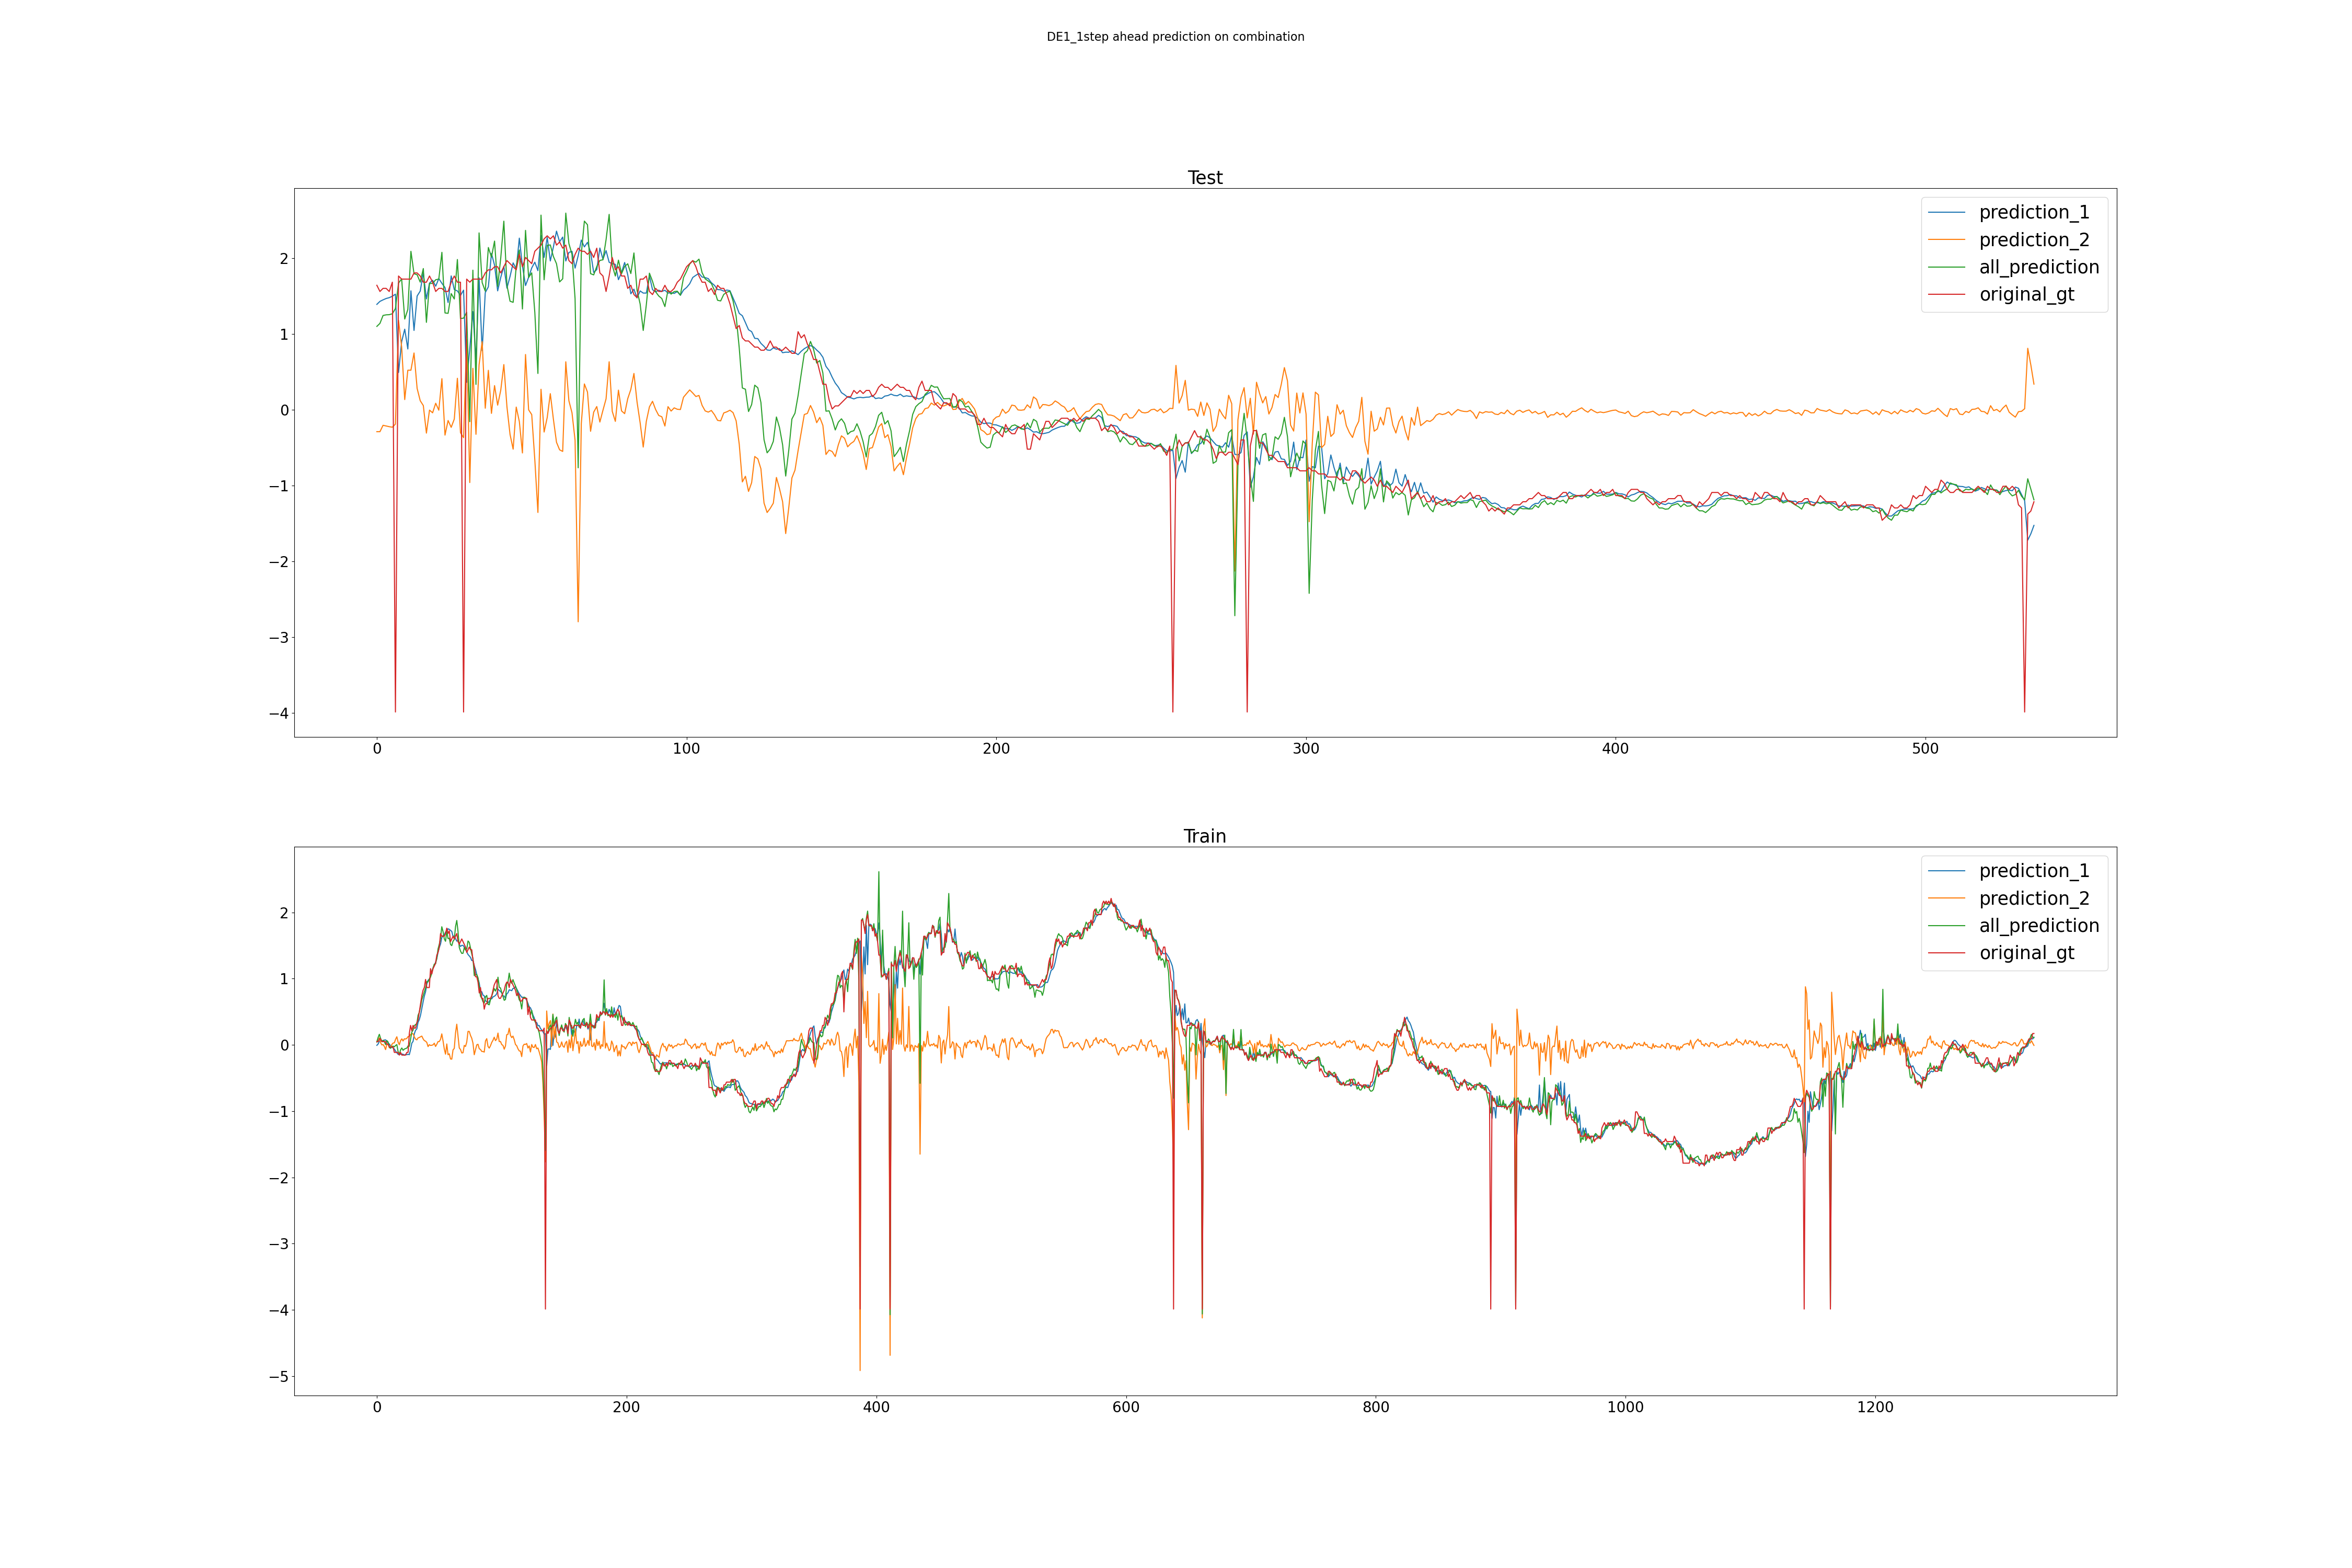 DE1_1step ahead prediction on combination
Test
prediction_1
prediction_2
all_prediction
original_gt
2
1
0
−1
−2
−3
−4
0 100 200 300 400 500
Train
prediction_1
prediction_2
all_prediction
original_gt
2
1
0
−1
−2
−3
−4
−5
0 200 400 600 800 1000 1200